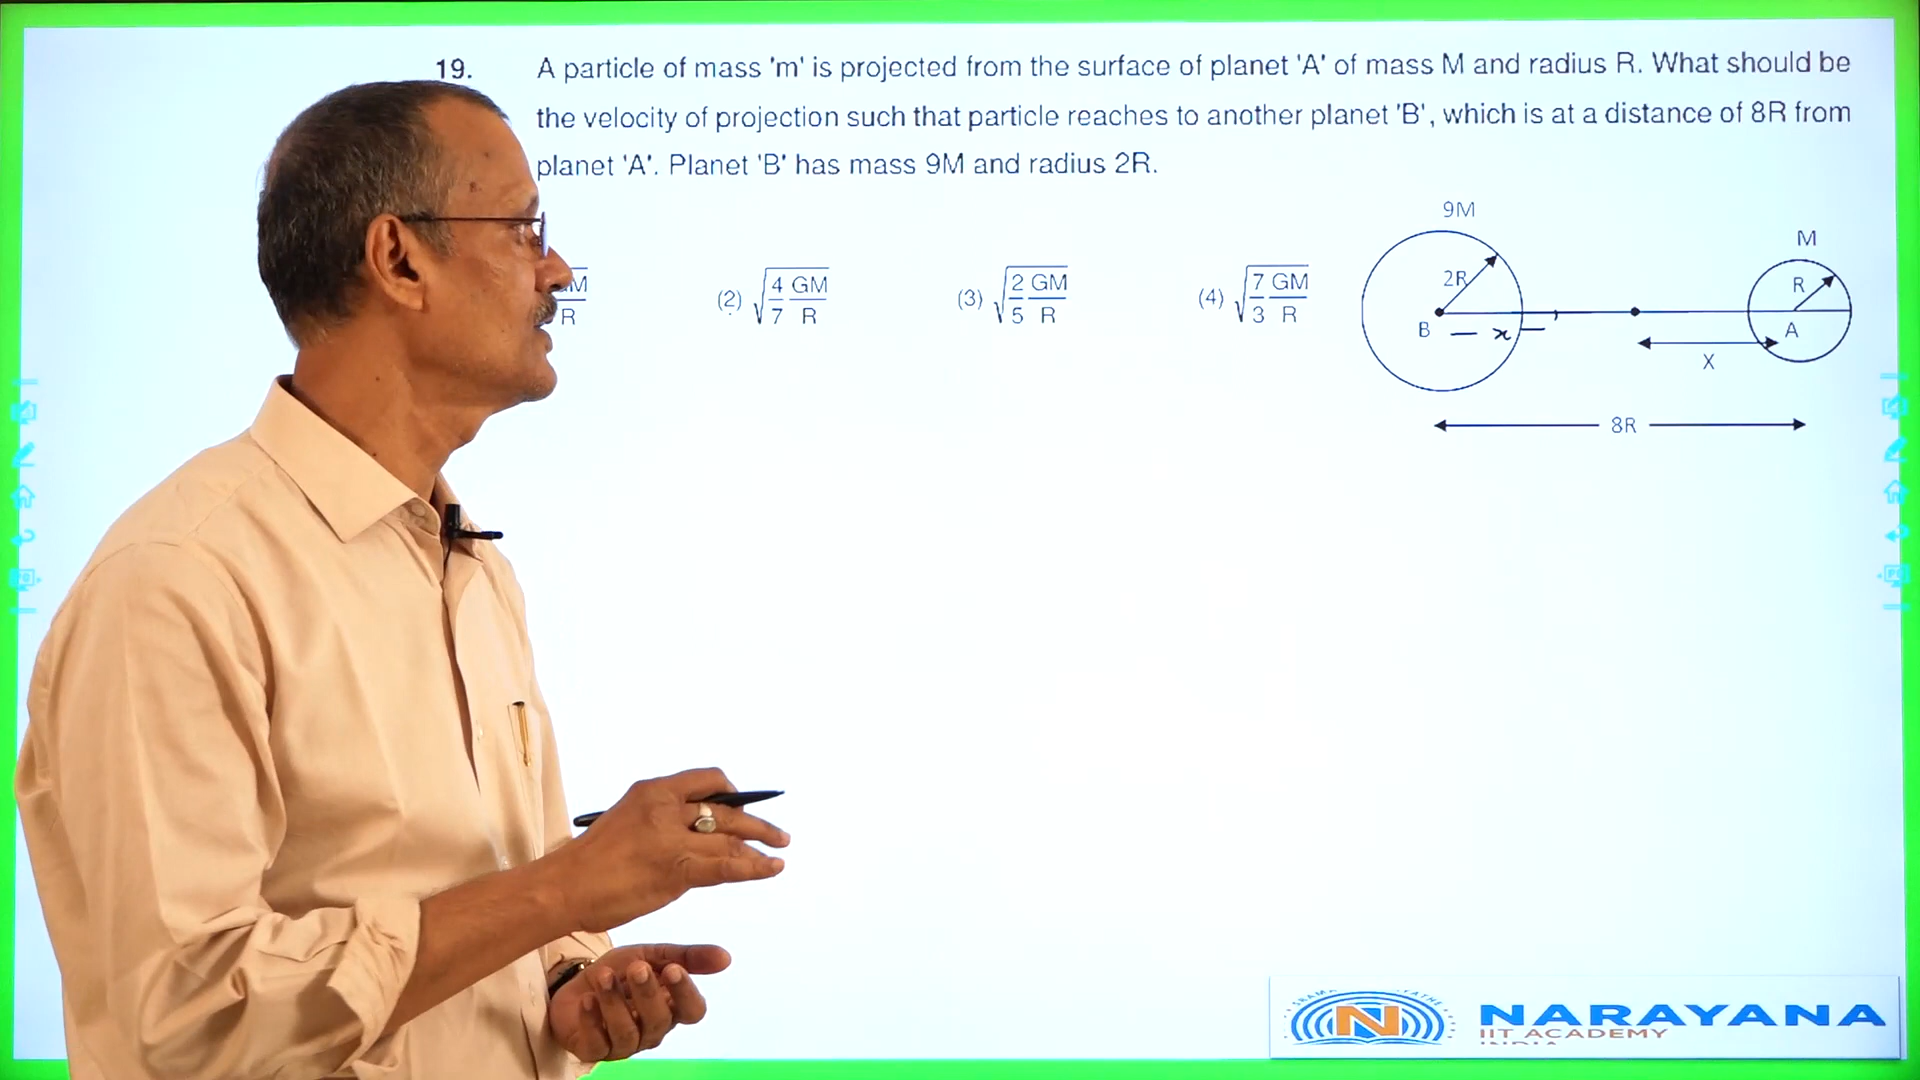 19. A particle of mass 'm' is projected from the surface of planet 'A' of mass M and radius R. What should be
the velocity of projection such that particle reaches to another planet 'B', which is at a distance of 8R from
planet 'A'. Planet 'B' has mass 9M and radius 2R.
9M
M
2R
R
M
R
(2) √(4/7 GM/R)
(3) √(2/5 GM/R)
(4) √(7/3 GM/R)
B
— x —
A
X
8R
N
NARAYANA
IIT ACADEMY